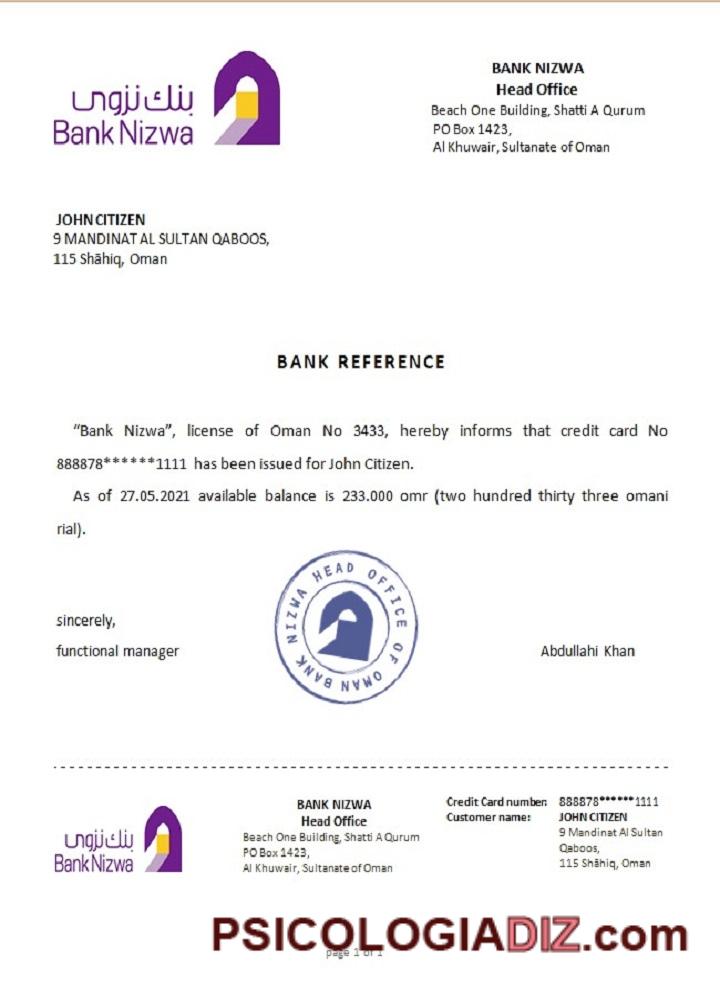 بنك نزوى
Bank Nizwa
BANK NIZWA
Head Office
Beach One Building, Shatti A Qurum
PO Box 1423,
Al Khuwair, Sultanate of Oman
JOHN CITIZEN
9 MANDINAT AL SULTAN QABOOS,
115 Shāhiq, Oman
BANK REFERENCE
“Bank Nizwa”, license of Oman No 3433, hereby informs that credit card No
888878******1111 has been issued for John Citizen.
As of 27.05.2021 available balance is 233.000 omr (two hundred thirty three omani
rial).
NIZWA HEAD OFFICE OF OMAN BANK
sincerely,
functional manager
Abdullahi Khan
بنك نزوى
Bank Nizwa
BANK NIZWA
Head Office
Beach One Building, Shatti A Qurum
PO Box 1423,
Al Khuwair, Sultanate of Oman
Credit Card number: 888878******1111
Customer name: JOHN CITIZEN
9 Mandinat Al Sultan
Qaboos,
115 Shāhiq, Oman
PSICOLOGIADIZ.com
page 1 of 1